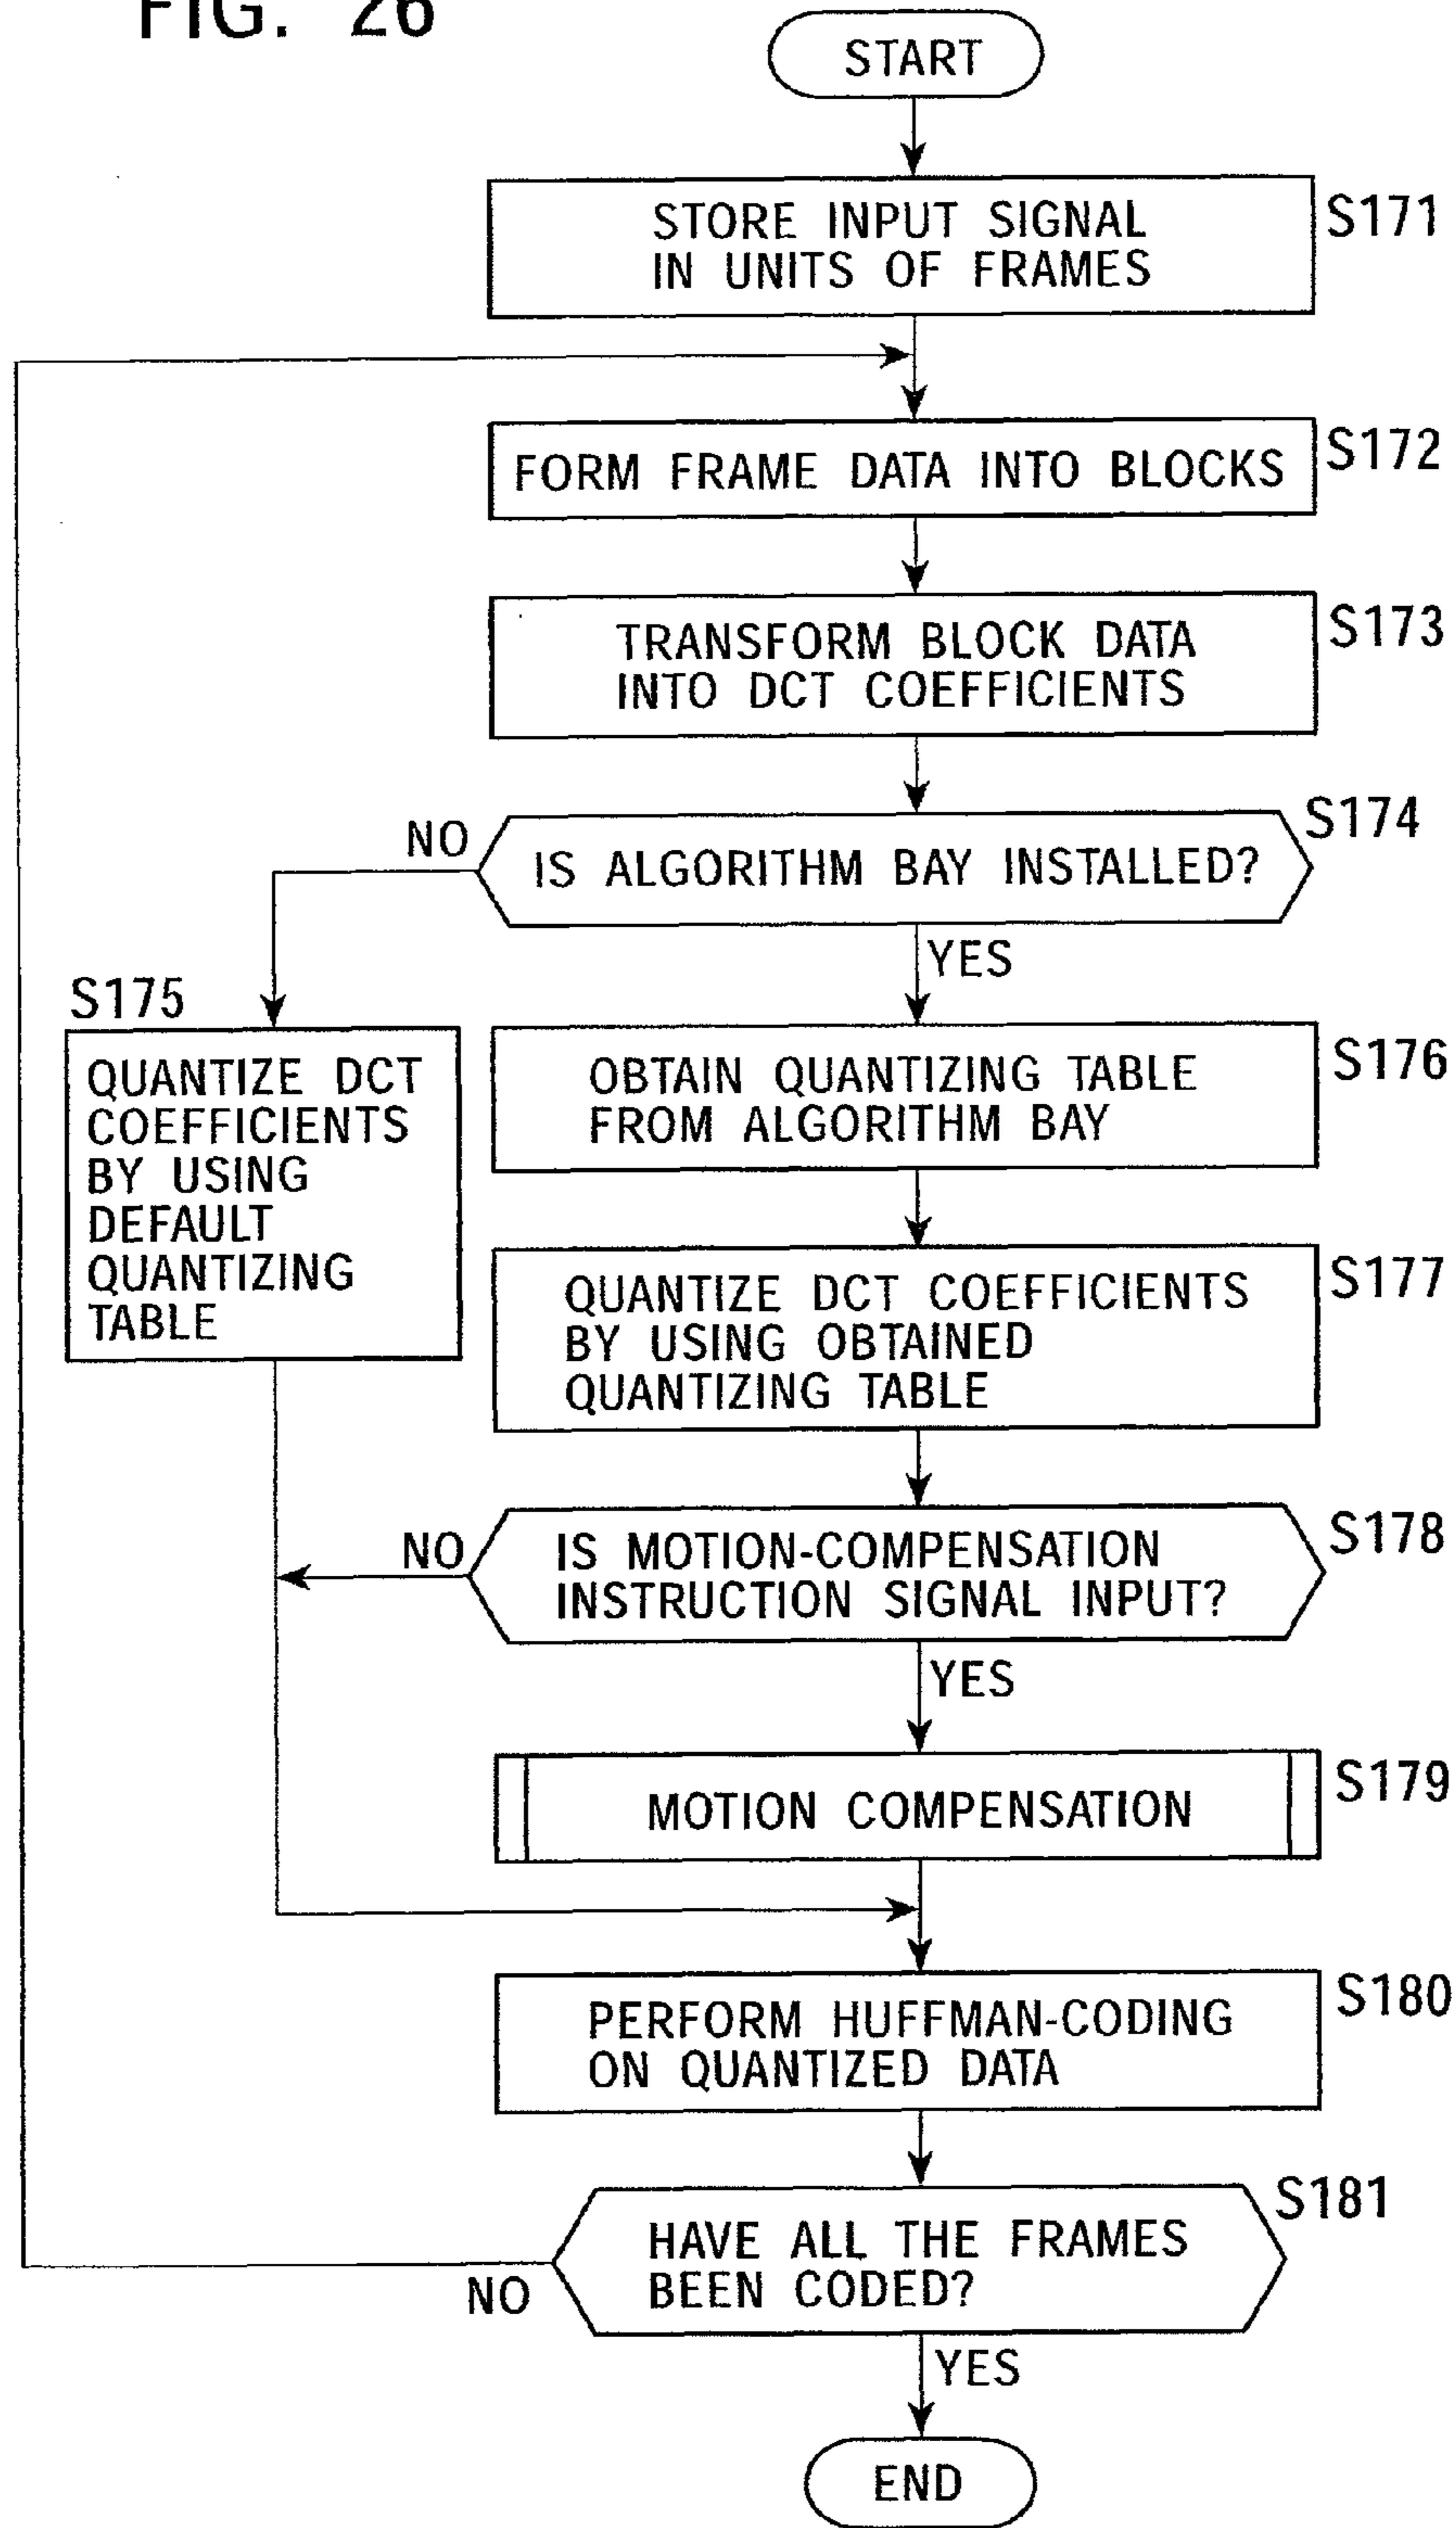 FIG. 26
START
STORE INPUT SIGNAL
IN UNITS OF FRAMES
S171
FORM FRAME DATA INTO BLOCKS
S172
TRANSFORM BLOCK DATA
INTO DCT COEFFICIENTS
S173
IS ALGORITHM BAY INSTALLED?
S174
NO
YES
S175
QUANTIZE DCT
COEFFICIENTS
BY USING
DEFAULT
QUANTIZING
TABLE
OBTAIN QUANTIZING TABLE
FROM ALGORITHM BAY
S176
QUANTIZE DCT COEFFICIENTS
BY USING OBTAINED
QUANTIZING TABLE
S177
IS MOTION-COMPENSATION
INSTRUCTION SIGNAL INPUT?
S178
NO
YES
MOTION COMPENSATION
S179
PERFORM HUFFMAN-CODING
ON QUANTIZED DATA
S180
HAVE ALL THE FRAMES
BEEN CODED?
S181
NO
YES
END